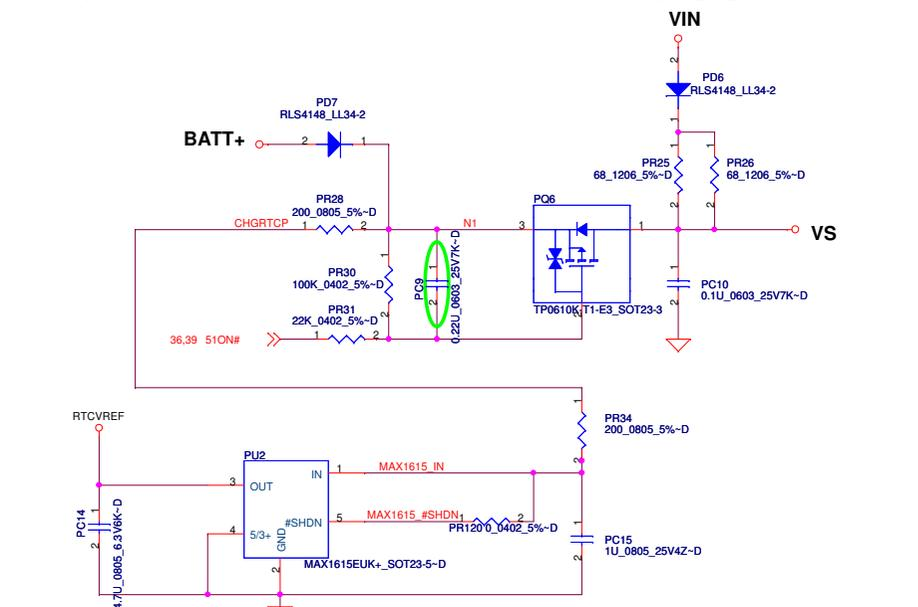 VIN
2
PD6
RLS4148_LL34-2
1
PD7
RLS4148_LL34-2
BATT+
2
1
1
1
PR25
68_1206_5%~D
PR26
68_1206_5%~D
2
2
PR28
200_0805_5%~D
CHGRTCP
1
2
N1
PQ6
3
1
VS
1
PR30
100K_0402_5%~D
2
1
PC9
2
0.22U_0603_25V7K~D
1
PC10
0.1U_0603_25V7K~D
2
TP0610K-T1-E3_SOT23-3
2
PR31
22K_0402_5%~D
36,39 51ON#
1
2
1
PR34
200_0805_5%~D
2
RTCVREF
PU2
3
OUT
IN
1
MAX1615_IN
4
5/3+
#SHDN
5
MAX1615_#SHDN
1
2
PR120 0_0402_5%~D
GND
2
MAX1615EUK+_SOT23-5~D
1
PC14
2
4.7U_0805_6.3V6K~D
1
PC15
1U_0805_25V4Z~D
2